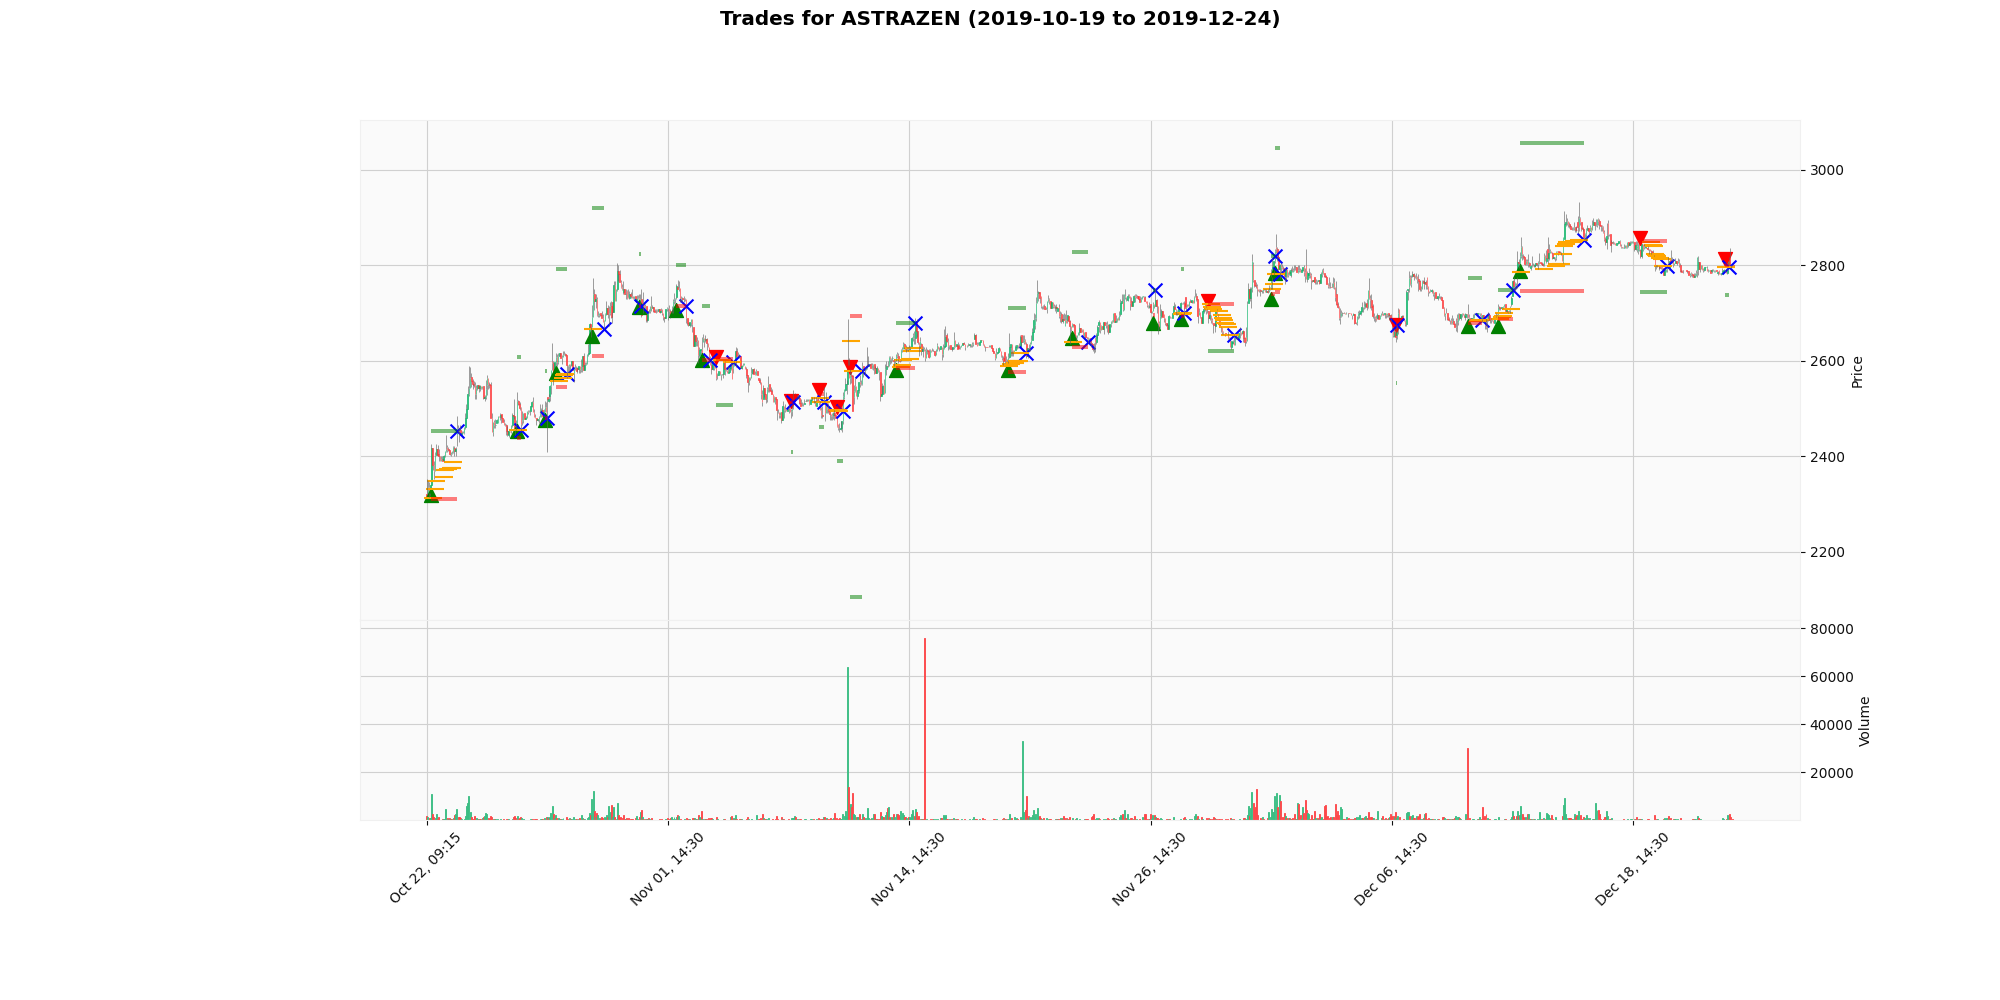 Trades for ASTRAZEN (2019-10-19 to 2019-12-24)
3000
2800
2600
2400
2200
Price
80000
60000
40000
20000
Volume
Oct 22, 09:15
Nov 01, 14:30
Nov 14, 14:30
Nov 26, 14:30
Dec 06, 14:30
Dec 18, 14:30